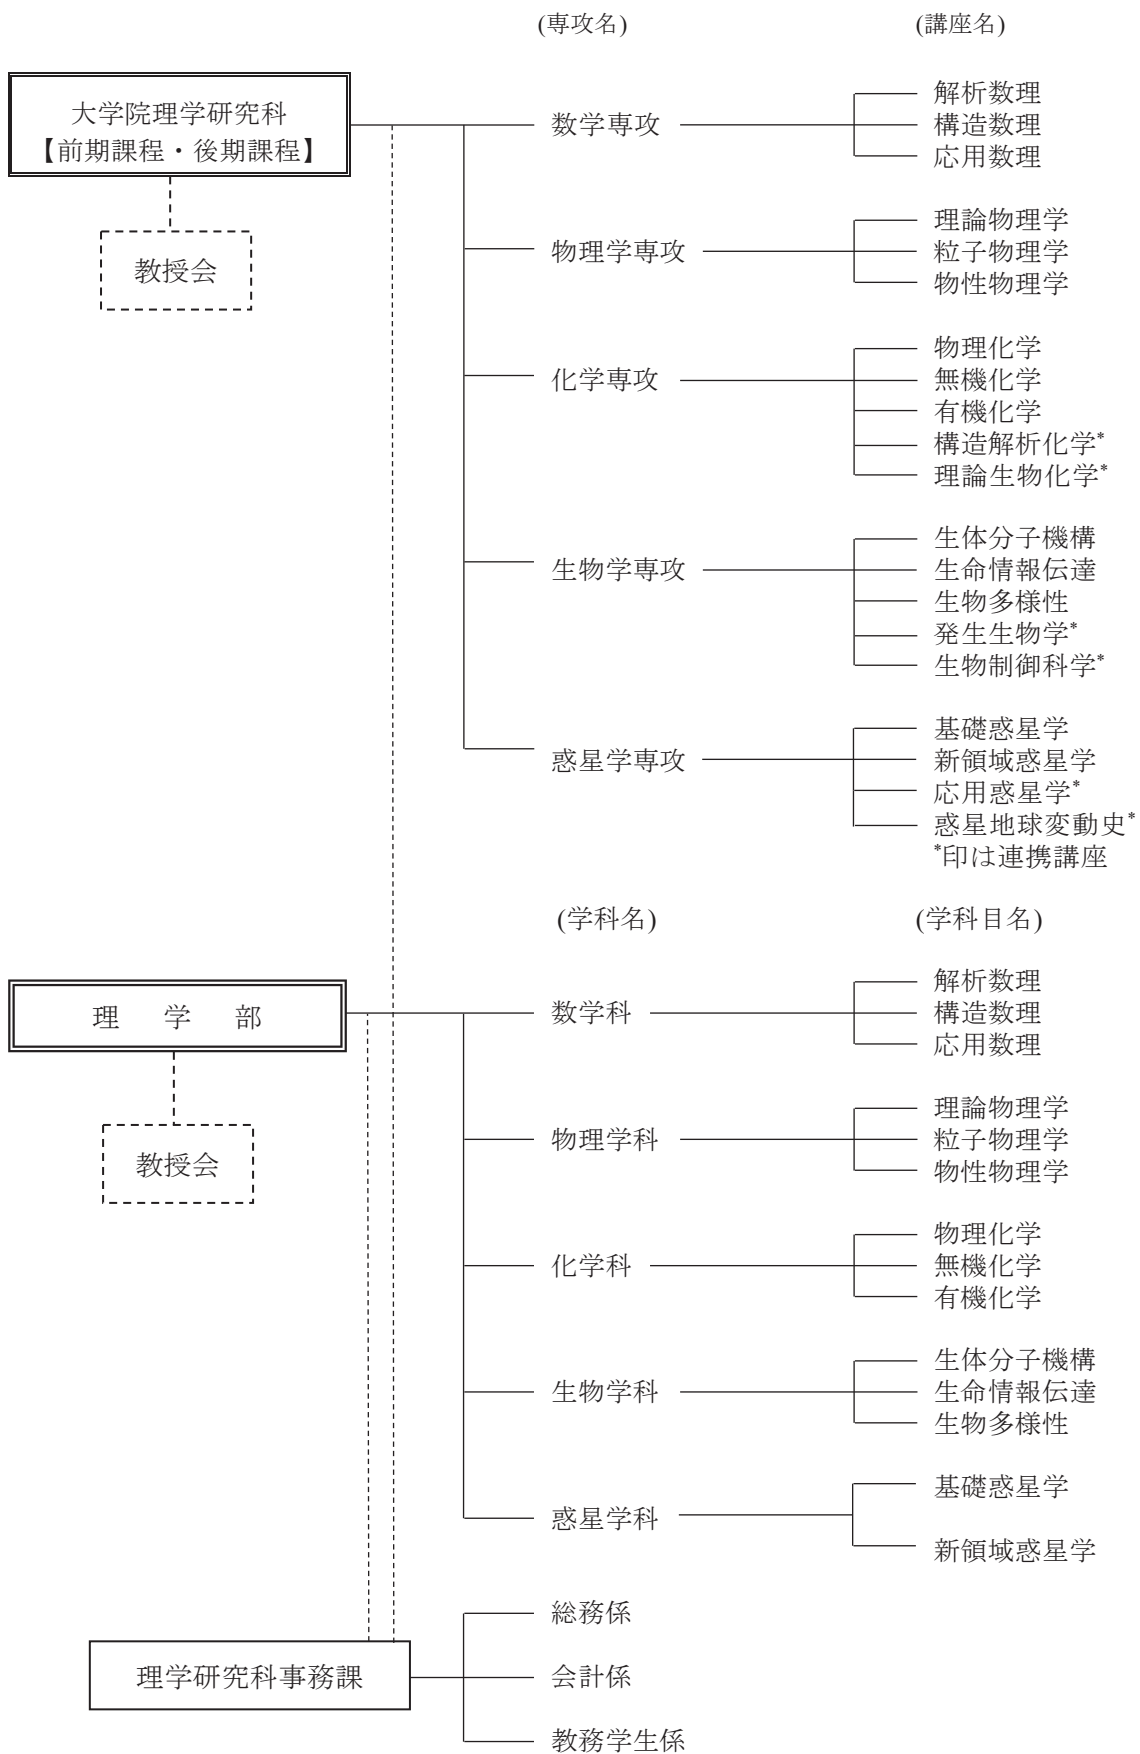 (専攻名)
(講座名)
大学院理学研究科
【前期課程・後期課程】
教授会
数学専攻
解析数理
構造数理
応用数理
物理学専攻
理論物理学
粒子物理学
物性物理学
化学専攻
物理化学
無機化学
有機化学
構造解析化学*
理論生物化学*
生物学専攻
生体分子機構
生命情報伝達
生物多様性
発生生物学*
生物制御科学*
惑星学専攻
基礎惑星学
新領域惑星学
応用惑星学*
惑星地球変動史*
*印は連携講座
(学科名)
(学科目名)
理 学 部
教授会
数学科
解析数理
構造数理
応用数理
物理学科
理論物理学
粒子物理学
物性物理学
化学科
物理化学
無機化学
有機化学
生物学科
生体分子機構
生命情報伝達
生物多様性
惑星学科
基礎惑星学
新領域惑星学
理学研究科事務課
総務係
会計係
教務学生係